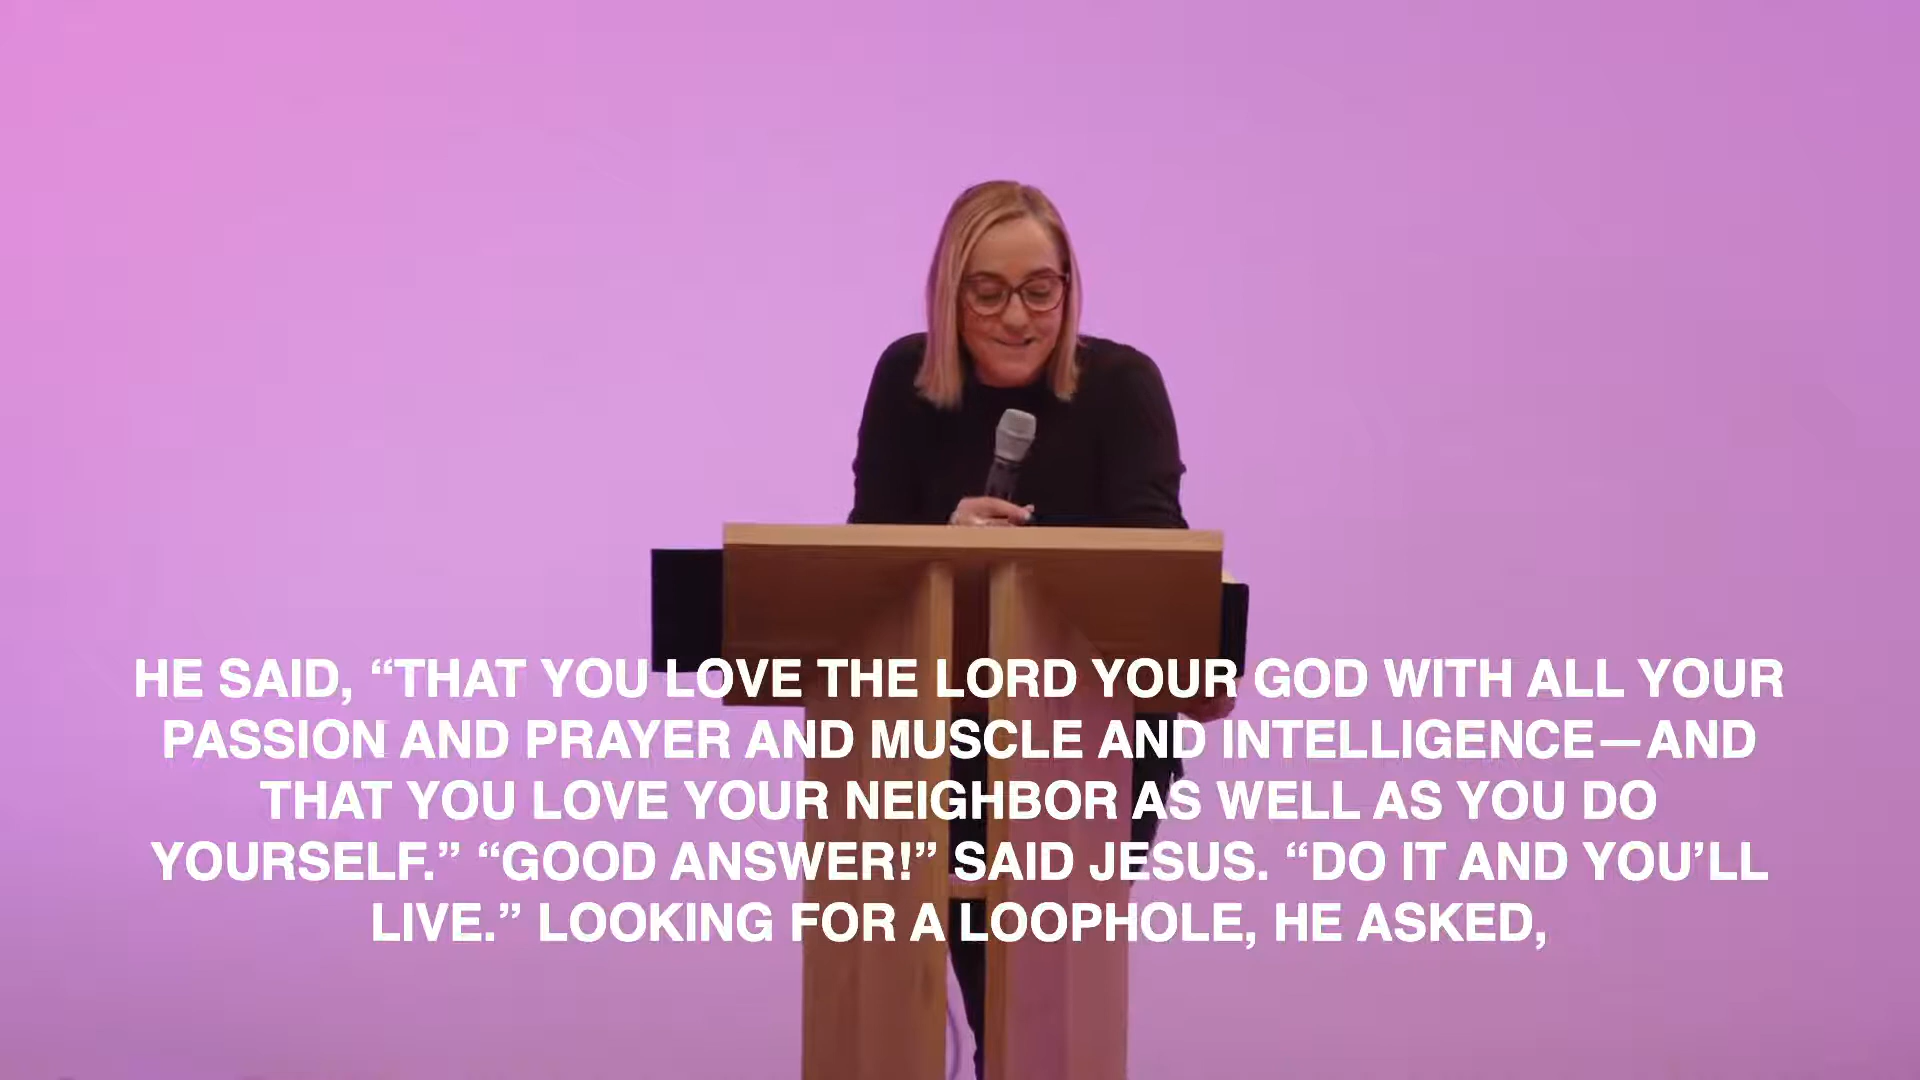 HE SAID, “THAT YOU LOVE THE LORD YOUR GOD WITH ALL YOUR
PASSION AND PRAYER AND MUSCLE AND INTELLIGENCE—AND
THAT YOU LOVE YOUR NEIGHBOR AS WELL AS YOU DO
YOURSELF.” “GOOD ANSWER!” SAID JESUS. “DO IT AND YOU’LL
LIVE.” LOOKING FOR A LOOPHOLE, HE ASKED,